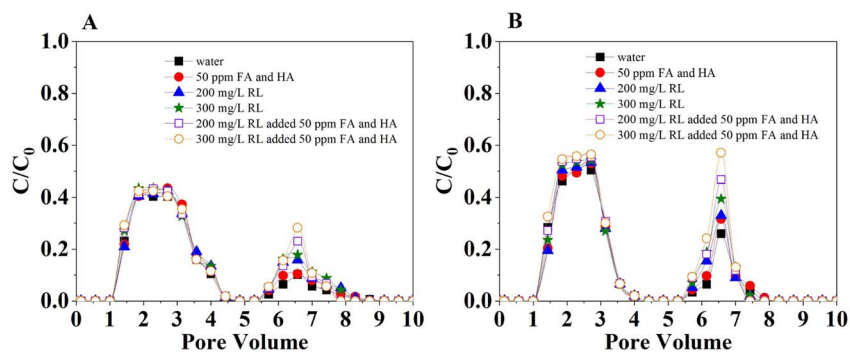 A
C/C0
1.0
0.8
0.6
0.4
0.2
0.0
water
50 ppm FA and HA
200 mg/L RL
300 mg/L RL
200 mg/L RL added 50 ppm FA and HA
300 mg/L RL added 50 ppm FA and HA
0 1 2 3 4 5 6 7 8 9 10
Pore Volume
B
C/C0
1.0
0.8
0.6
0.4
0.2
0.0
water
50 ppm FA and HA
200 mg/L RL
300 mg/L RL
200 mg/L RL added 50 ppm FA and HA
300 mg/L RL added 50 ppm FA and HA
0 1 2 3 4 5 6 7 8 9 10
Pore Volume